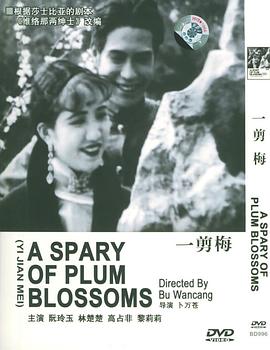 ■根据莎士比亚的剧本
《维络那两绅士》改编
一剪梅
A SPARY OF
PLUM BLOSSOMS
一剪梅
(YI JIAN MEI)
A SPARY
OF PLUM
BLOSSOMS
Directed By
Bu Wancang
导演 卜万苍
主演 阮玲玉 林楚楚 高占非 黎莉莉
DVD
VIDEO
DVD
BD996